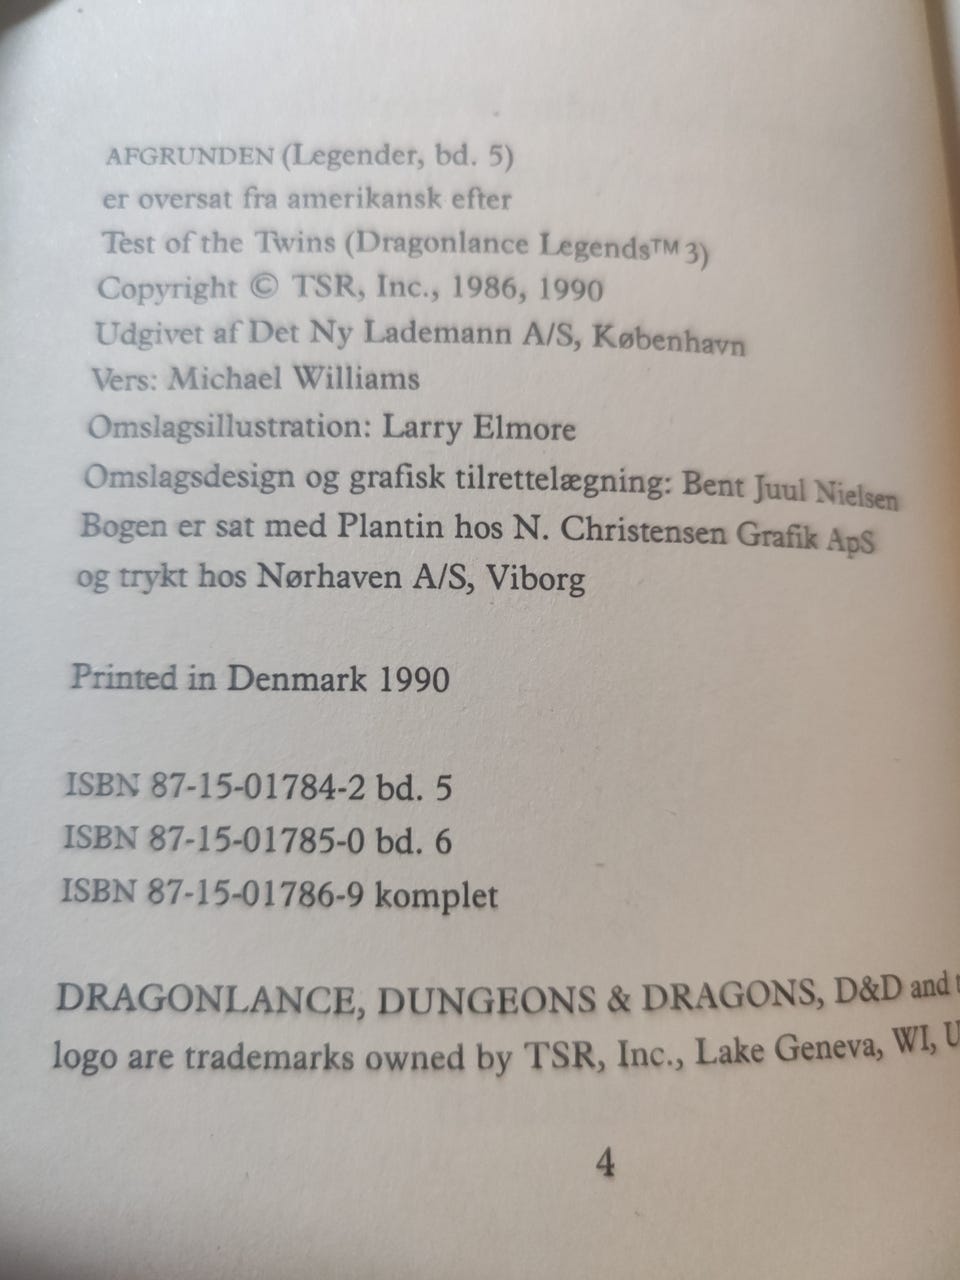 AFGRUNDEN (Legender, bd. 5)
er oversat fra amerikansk efter
Test of the Twins (Dragonlance Legends™ 3)
Copyright © TSR, Inc., 1986, 1990
Udgivet af Det Ny Lademann A/S, København
Vers: Michael Williams
Omslagsillustration: Larry Elmore
Omslagsdesign og grafisk tilrettelægning: Bent Juul Nielsen
Bogen er sat med Plantin hos N. Christensen Grafik ApS
og trykt hos Nørhaven A/S, Viborg
Printed in Denmark 1990
ISBN 87-15-01784-2 bd. 5
ISBN 87-15-01785-0 bd. 6
ISBN 87-15-01786-9 komplet
DRAGONLANCE, DUNGEONS & DRAGONS, D&D and
logo are trademarks owned by TSR, Inc., Lake Geneva, WI,
4